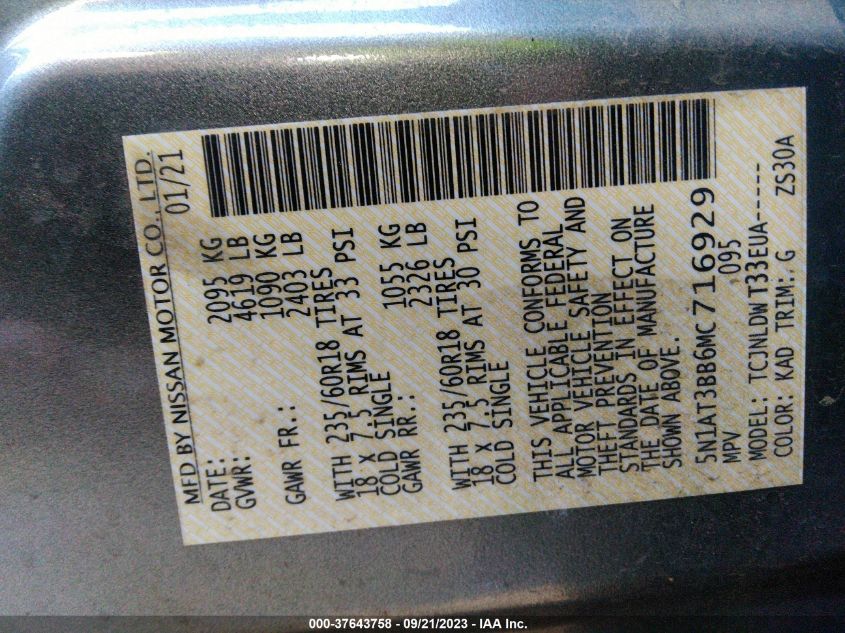 MFD BY NISSAN MOTOR CO., LTD.
DATE: 01/21
GVWR: 2095 KG
4619 LB
GAWR FR.: 1090 KG
2403 LB
WITH 235/60R18 TIRES
18 X 7.5 RIMS AT 33 PSI
COLD SINGLE
GAWR RR.: 1055 KG
2326 LB
WITH 235/60R18 TIRES
18 X 7.5 RIMS AT 30 PSI
COLD SINGLE
THIS VEHICLE CONFORMS TO
ALL APPLICABLE FEDERAL
MOTOR VEHICLE SAFETY AND
THEFT PREVENTION
STANDARDS IN EFFECT ON
THE DATE OF MANUFACTURE
SHOWN ABOVE.
5N1AT3BB6MC716929
MPV 095
MODEL: TCJNLDWT33EUA-----
COLOR: KAD TRIM: G ZS30A
000-37643758 - 09/21/2023 - IAA Inc.